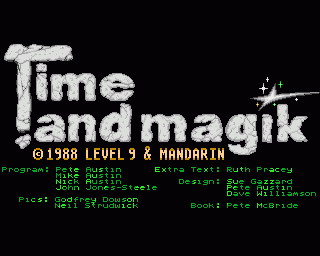 Time
and magik
© 1988 LEVEL 9 & MANDARIN
Program: Pete Austin
Mike Austin
Nick Austin
John Jones-Steele
Pics: Godfrey Dowson
Neil Strudwick
Extra Text: Ruth Pracey
Design: Sue Gazzard
Pete Austin
Dave Williamson
Book: Pete McBride